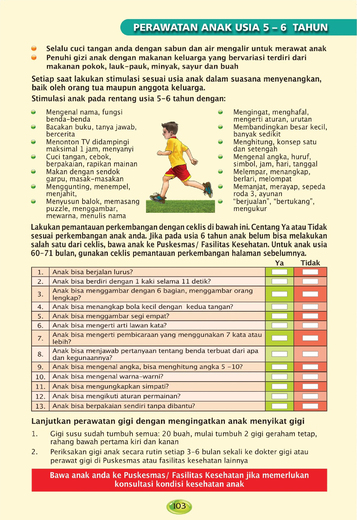 PERAWATAN ANAK USIA 5 – 6 TAHUN
Selalu cuci tangan anda dengan sabun dan air mengalir untuk merawat anak
Penuhi gizi anak dengan makanan keluarga yang bervariasi terdiri dari
makanan pokok, lauk-pauk, minyak, sayur dan buah
Setiap saat lakukan stimulasi sesuai usia anak dalam suasana menyenangkan,
baik oleh orang tua maupun anggota keluarga.
Stimulasi anak pada rentang usia 5-6 tahun dengan:
Mengenal nama, fungsi
benda-benda
Bacakan buku, tanya jawab,
bercerita
Menonton TV didampingi
maksimal 1 jam, menyanyi
Cuci tangan, cebok,
berpakaian, rapikan mainan
Makan dengan sendok
garpu, masak-masakan
Menggunting, menempel,
menjahit,
Menyusun balok, memasang
puzzle, menggambar,
mewarna, menulis nama
Mengingat, menghafal,
mengerti aturan, urutan
Membandingkan besar kecil,
banyak sedikit
Menghitung, konsep satu
dan setengah
Mengenal angka, huruf,
simbol, jam, hari, tanggal
Melempar, menangkap,
berlari, melompat
Memanjat, merayap, sepeda
roda 3, ayunan
"berjualan", "bertukang",
mengukur
Lakukan pemantauan perkembangan dengan ceklis di bawah ini. Centang Ya atau Tidak
sesuai perkembangan anak anda. Jika pada usia 6 tahun anak belum bisa melakukan
salah satu dari ceklis, bawa anak ke Puskesmas/ Fasilitas Kesehatan. Untuk anak usia
60-71 bulan, gunakan ceklis pemantauan perkembangan halaman sebelumnya.
Ya Tidak
1. Anak bisa berjalan lurus?
2. Anak bisa berdiri dengan 1 kaki selama 11 detik?
3. Anak bisa menggambar dengan 6 bagian, menggambar orang
lengkap?
4. Anak bisa menangkap bola kecil dengan kedua tangan?
5. Anak bisa menggambar segi empat?
6. Anak bisa mengerti arti lawan kata?
7. Anak bisa mengerti pembicaraan yang menggunakan 7 kata atau
lebih?
8. Anak bisa menjawab pertanyaan tentang benda terbuat dari apa
dan kegunaannya?
9. Anak bisa mengenal angka, bisa menghitung angka 5 -10?
10. Anak bisa mengenal warna-warni?
11. Anak bisa mengungkapkan simpati?
12. Anak bisa mengikuti aturan permainan?
13. Anak bisa berpakaian sendiri tanpa dibantu?
Lanjutkan perawatan gigi dengan mengingatkan anak menyikat gigi
1. Gigi susu sudah tumbuh semua: 20 buah, mulai tumbuh 2 gigi geraham tetap,
rahang bawah pertama kiri dan kanan
2. Periksakan gigi anak secara rutin setiap 3-6 bulan sekali ke dokter gigi atau
perawat gigi di Puskesmas atau fasilitas kesehatan lainnya
Bawa anak anda ke Puskesmas/ Fasilitas Kesehatan jika memerlukan
konsultasi kondisi kesehatan anak
103